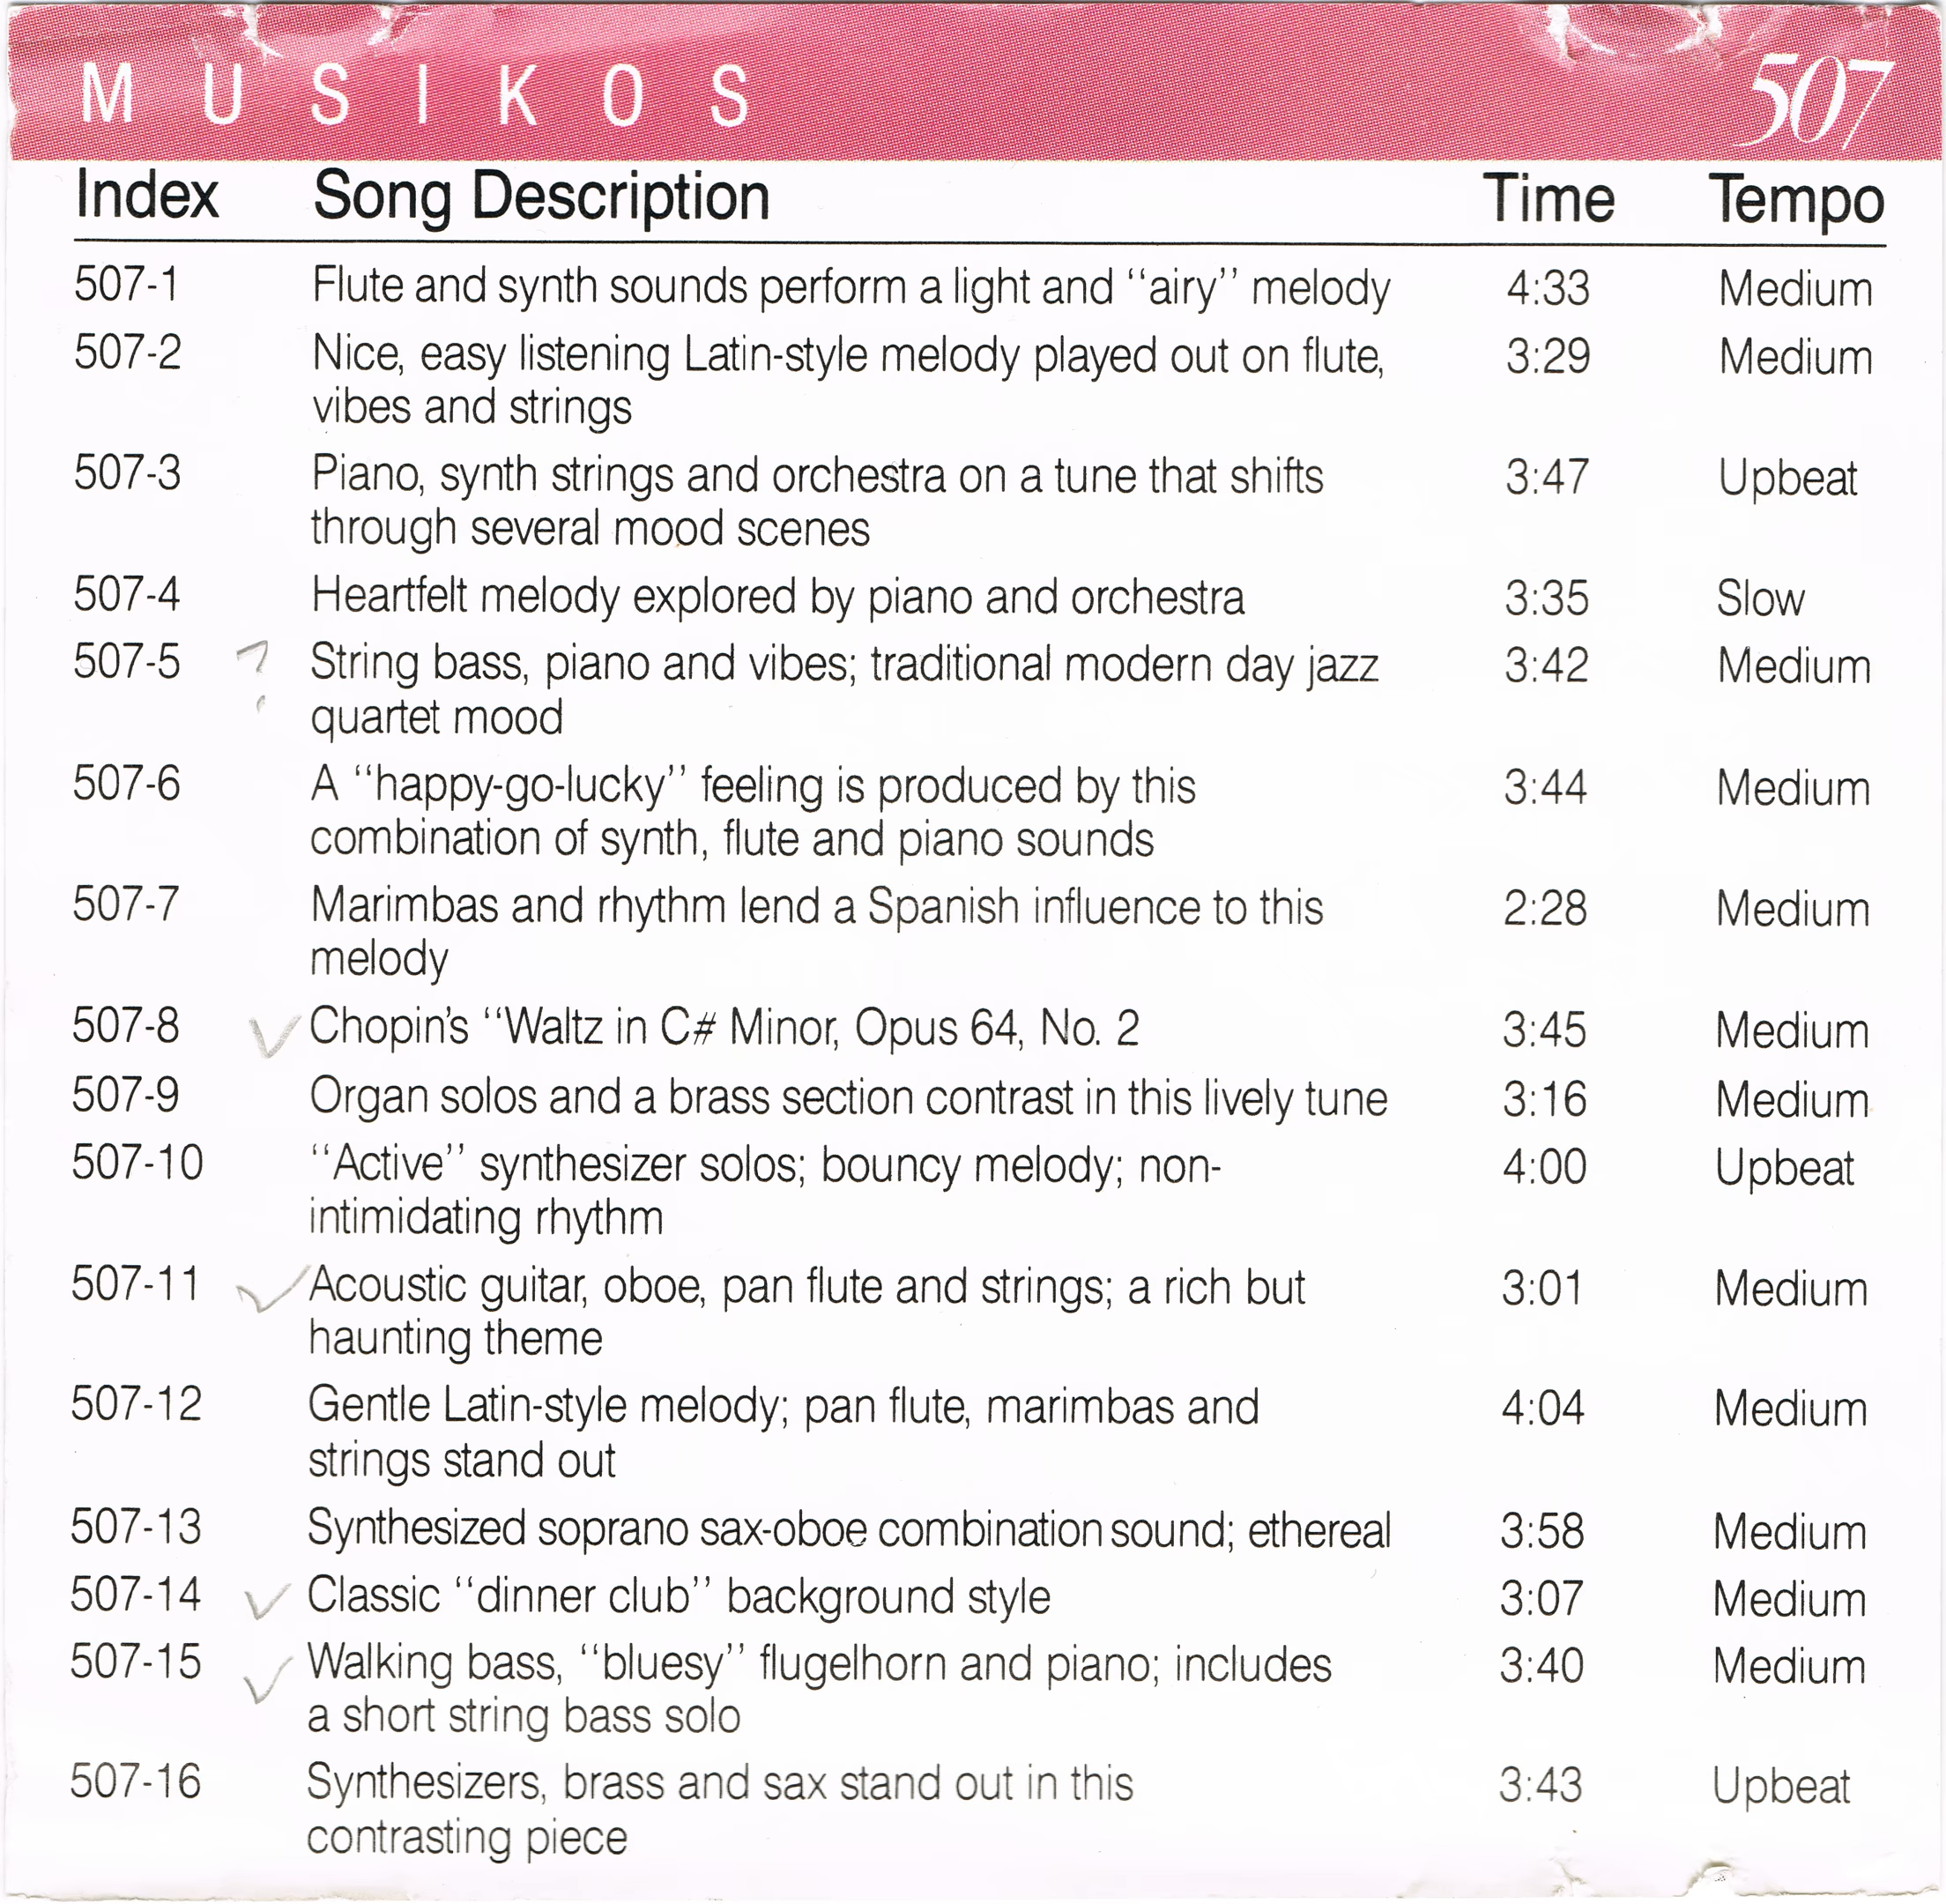 MUSIKOS 507
Index Song Description Time Tempo
507-1 Flute and synth sounds perform a light and “airy” melody 4:33 Medium
507-2 Nice, easy listening Latin-style melody played out on flute, 3:29 Medium
vibes and strings
507-3 Piano, synth strings and orchestra on a tune that shifts 3:47 Upbeat
through several mood scenes
507-4 Heartfelt melody explored by piano and orchestra 3:35 Slow
507-5 ? String bass, piano and vibes; traditional modern day jazz 3:42 Medium
quartet mood
507-6 A “happy-go-lucky” feeling is produced by this 3:44 Medium
combination of synth, flute and piano sounds
507-7 Marimbas and rhythm lend a Spanish influence to this 2:28 Medium
melody
507-8 ✓ Chopin's “Waltz in C# Minor, Opus 64, No. 2 3:45 Medium
507-9 Organ solos and a brass section contrast in this lively tune 3:16 Medium
507-10 “Active” synthesizer solos; bouncy melody; non- 4:00 Upbeat
intimidating rhythm
507-11 ✓ Acoustic guitar, oboe, pan flute and strings; a rich but 3:01 Medium
haunting theme
507-12 Gentle Latin-style melody; pan flute, marimbas and 4:04 Medium
strings stand out
507-13 Synthesized soprano sax-oboe combination sound; ethereal 3:58 Medium
507-14 ✓ Classic “dinner club” background style 3:07 Medium
507-15 ✓ Walking bass, “bluesy” flugelhorn and piano; includes 3:40 Medium
a short string bass solo
507-16 Synthesizers, brass and sax stand out in this 3:43 Upbeat
contrasting piece